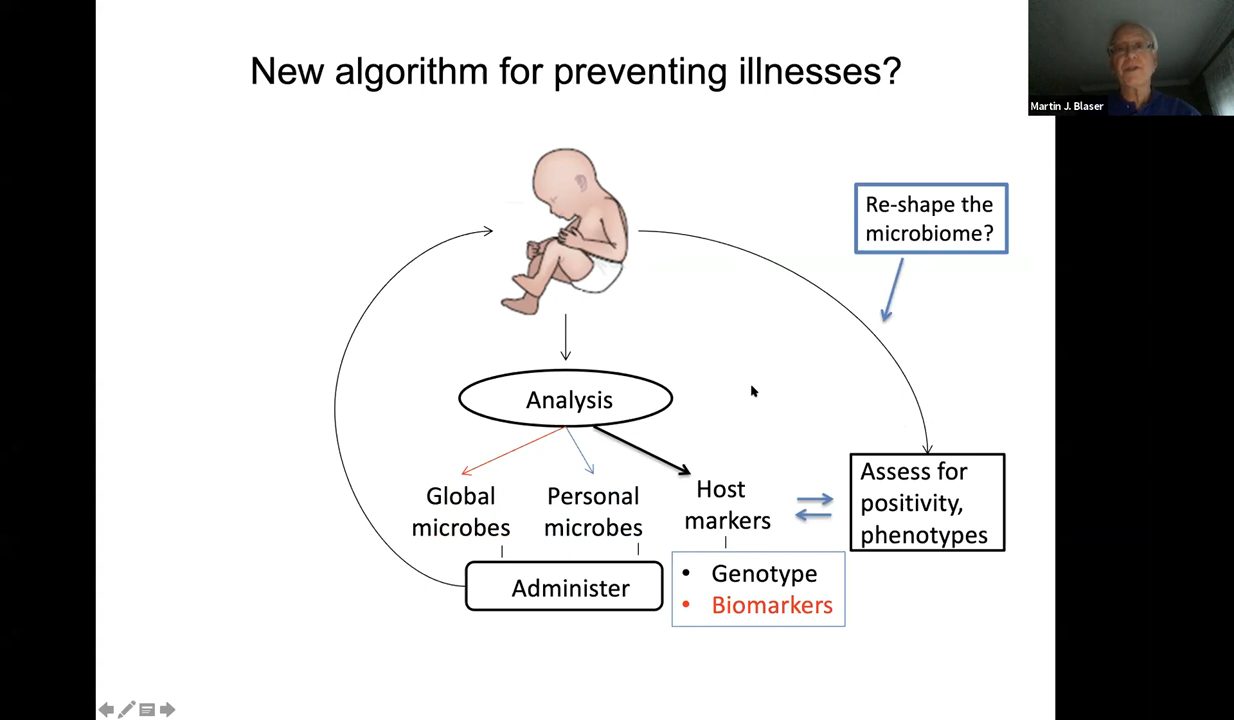 New algorithm for preventing illnesses?
Martin J. Blaser
Re-shape the
microbiome?
Analysis
Global
microbes
Personal
microbes
Host
markers
Assess for
positivity,
phenotypes
Administer
• Genotype
• Biomarkers